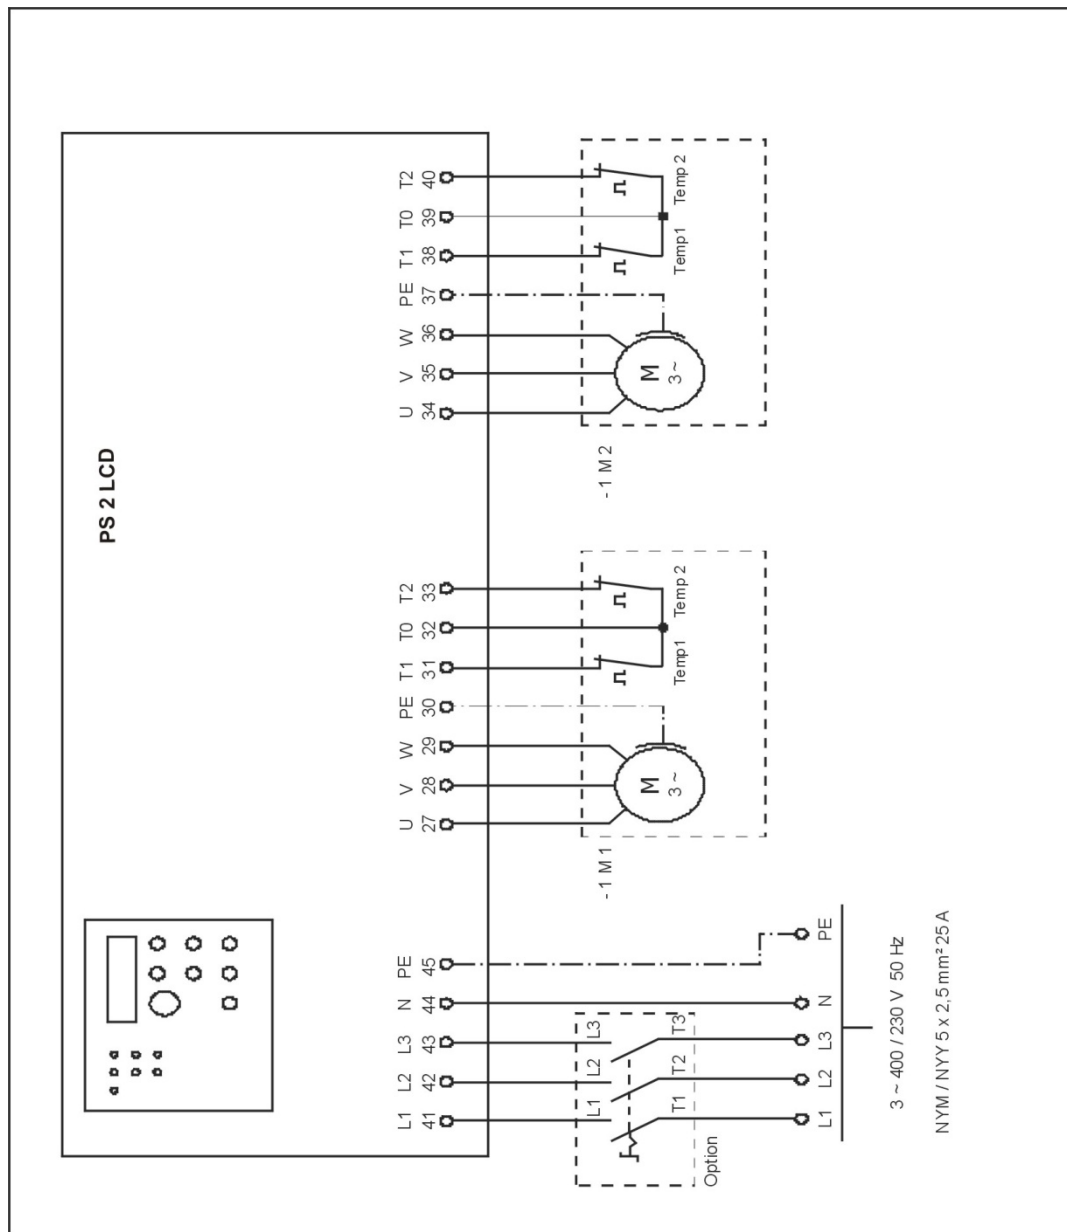 PS 2 LCD
L1 L2 L3 N PE U V W PE T1 T0 T2 U V W PE T1 T0 T2
41 42 43 44 45 27 28 29 30 31 32 33 34 35 36 37 38 39 40
L1 L2 L3
T1 T2 T3
Option
L1 L2 L3 N PE
3 ~ 400 / 230 V 50 Hz
NYM / NYY 5 x 2,5 mm² 25 A
- 1 M 1
M
3 ~
Temp1 Temp 2
- 1 M 2
M
3 ~
Temp1 Temp 2